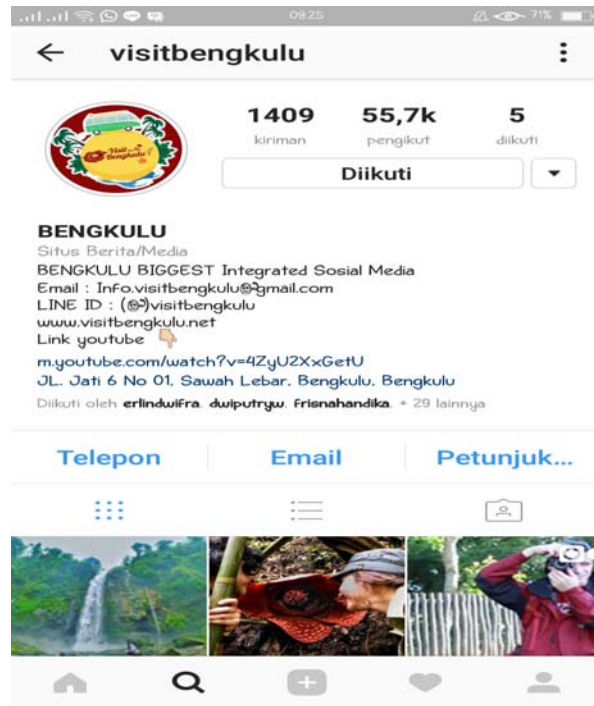 09.25
71%
visitbengkulu
1409 55,7k 5
kiriman pengikut diikuti
Visit Bengkulu
Diikuti
BENGKULU
Situs Berita/Media
BENGKULU BIGGEST Integrated Sosial Media
Email : Info.visitbengkulu@gmail.com
LINE ID : (@)visitbengkulu
www.visitbengkulu.net
Link youtube 👇🏼
m.youtube.com/watch?v=4ZyU2XxGetU
JL. Jati 6 No 01, Sawah Lebar, Bengkulu, Bengkulu
Diikuti oleh erlindwifra, dwiputryw, frisnahandika, + 29 lainnya
Telepon Email Petunjuk...